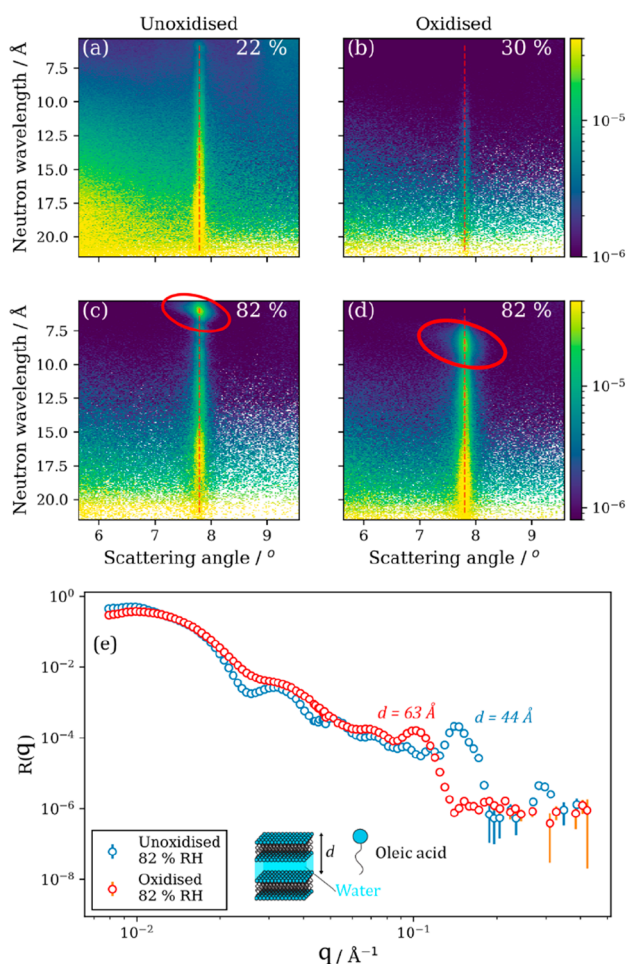 Unoxidised Oxidised
(a) 22 % (b) 30 %
Neutron wavelength / Å
7.5
10.0
12.5
15.0
17.5
20.0
10⁻⁵
10⁻⁶
(c) 82 % (d) 82 %
Neutron wavelength / Å
7.5
10.0
12.5
15.0
17.5
20.0
10⁻⁵
10⁻⁶
6 7 8 9 6 7 8 9
Scattering angle / ° Scattering angle / °
(e)
R(q)
10⁰
10⁻²
10⁻⁴
10⁻⁶
10⁻⁸
d = 63 Å
d = 44 Å
Unoxidised
82 % RH
Oxidised
82 % RH
d
Oleic acid
Water
10⁻² 10⁻¹
q / Å⁻¹